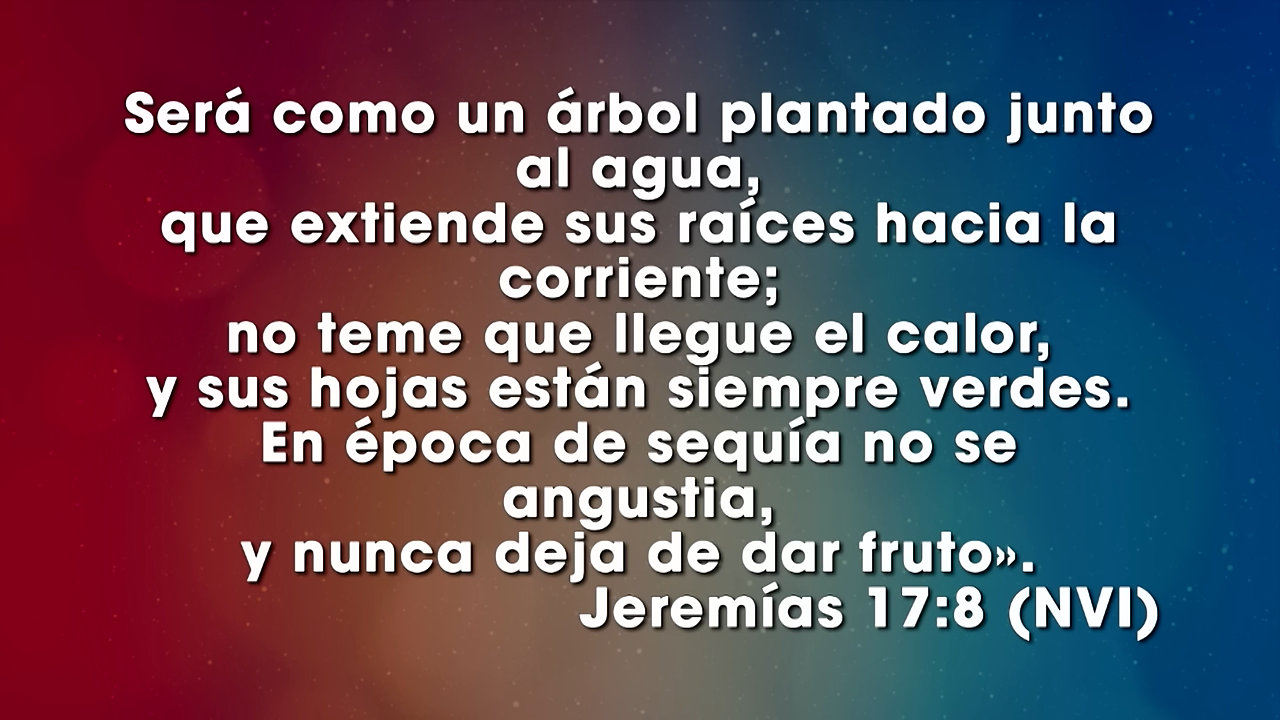 Será como un árbol plantado junto
al agua,
que extiende sus raíces hacia la
corriente;
no teme que llegue el calor,
y sus hojas están siempre verdes.
En época de sequía no se
angustia,
y nunca deja de dar fruto».
Jeremías 17:8 (NVI)